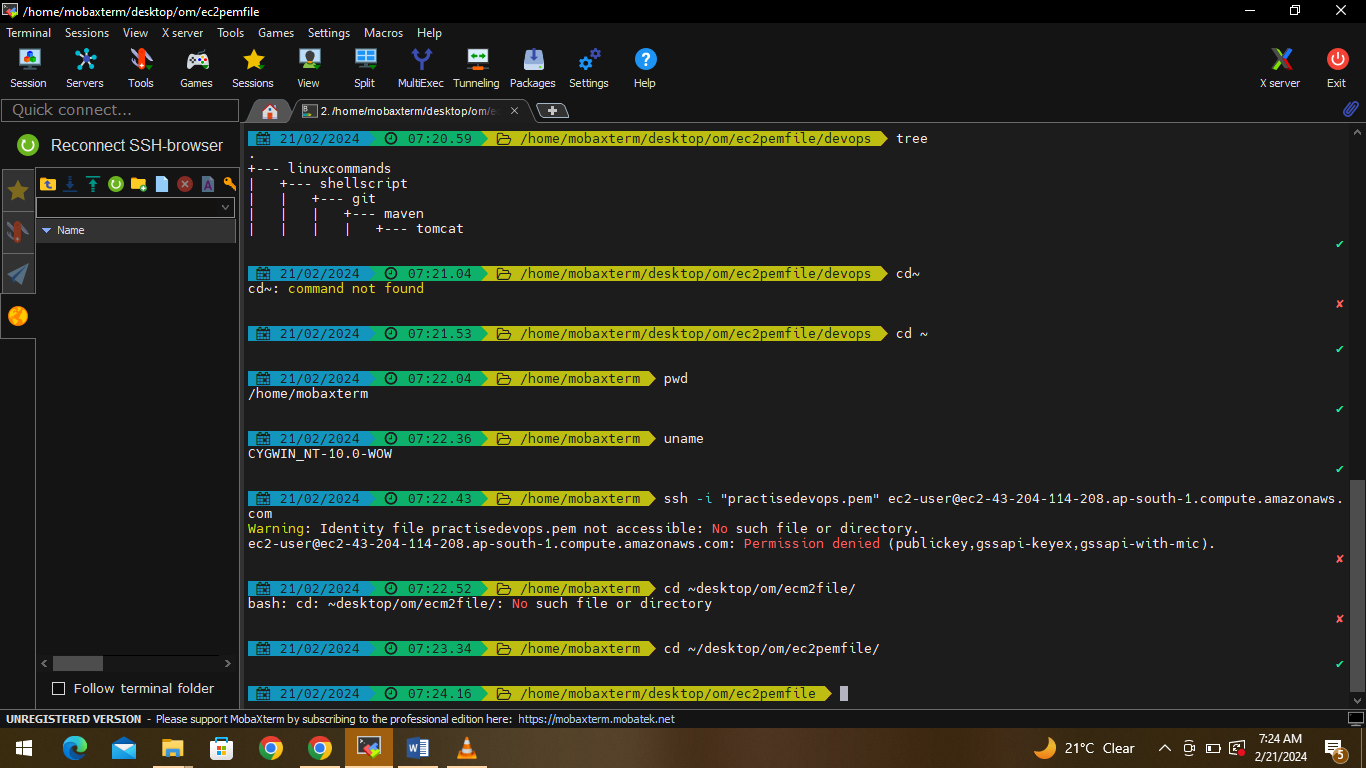 /home/mobaxterm/desktop/om/ec2pemfile
Terminal Sessions View X server Tools Games Settings Macros Help
Session Servers Tools Games Sessions View Split MultiExec Tunneling Packages Settings Help X server Exit
Quick connect...
2. /home/mobaxterm/desktop/om/ec
Reconnect SSH-browser
Name
21/02/2024 07:20.59 /home/mobaxterm/desktop/om/ec2pemfile/devops tree
.
+--- linuxcommands
|   +--- shellscript
|   |   +--- git
|   |   |   +--- maven
|   |   |   |   +--- tomcat
21/02/2024 07:21.04 /home/mobaxterm/desktop/om/ec2pemfile/devops cd~
cd~: command not found
21/02/2024 07:21.53 /home/mobaxterm/desktop/om/ec2pemfile/devops cd ~
21/02/2024 07:22.04 /home/mobaxterm pwd
/home/mobaxterm
21/02/2024 07:22.36 /home/mobaxterm uname
CYGWIN_NT-10.0-WOW
21/02/2024 07:22.43 /home/mobaxterm ssh -i "practisedevops.pem" ec2-user@ec2-43-204-114-208.ap-south-1.compute.amazonaws.
com
Warning: Identity file practisedevops.pem not accessible: No such file or directory.
ec2-user@ec2-43-204-114-208.ap-south-1.compute.amazonaws.com: Permission denied (publickey,gssapi-keyex,gssapi-with-mic).
21/02/2024 07:22.52 /home/mobaxterm cd ~desktop/om/ecm2file/
bash: cd: ~desktop/om/ecm2file/: No such file or directory
21/02/2024 07:23.34 /home/mobaxterm cd ~/desktop/om/ec2pemfile/
21/02/2024 07:24.16 /home/mobaxterm/desktop/om/ec2pemfile
Follow terminal folder
UNREGISTERED VERSION - Please support MobaXterm by subscribing to the professional edition here: https://mobaxterm.mobatek.net
21°C Clear
7:24 AM
2/21/2024
5